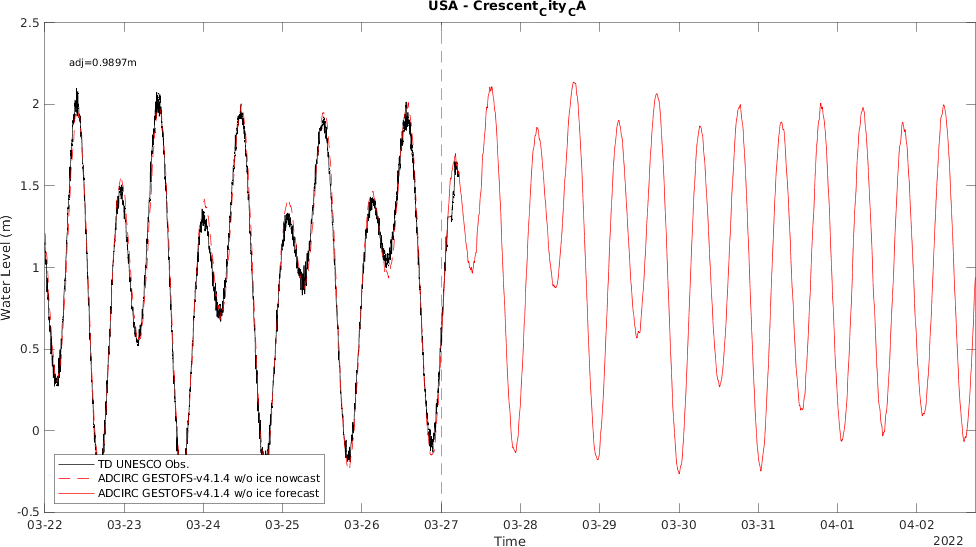 USA - CrescentCityCA
adj=0.9897m
2.5
2
1.5
1
0.5
0
-0.5
Water Level (m)
TD UNESCO Obs.
ADCIRC GESTOFS-v4.1.4 w/o ice nowcast
ADCIRC GESTOFS-v4.1.4 w/o ice forecast
03-22 03-23 03-24 03-25 03-26 03-27 03-28 03-29 03-30 03-31 04-01 04-02
Time
2022